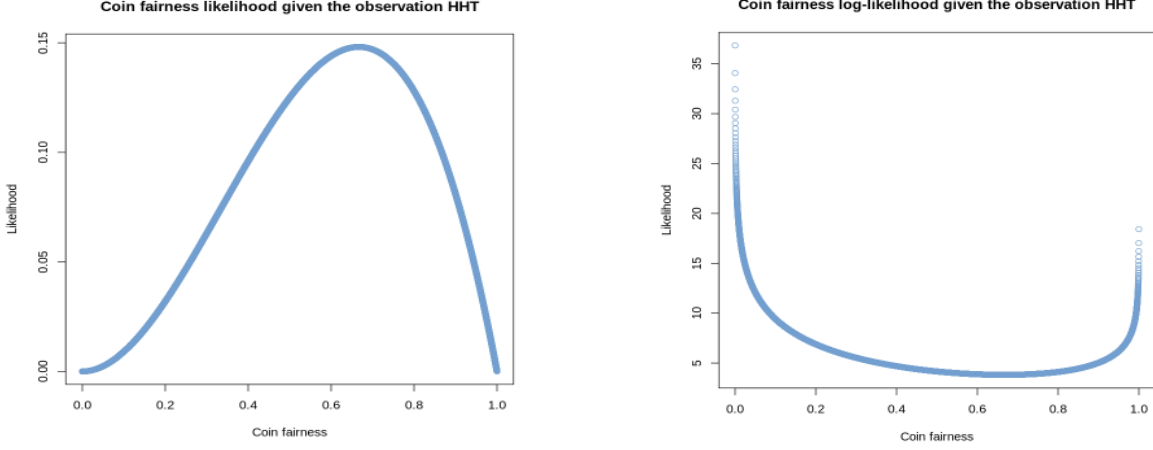 Coin fairness likelihood given the observation HHT
Likelihood
0.15
0.10
0.05
0.00
0.0 0.2 0.4 0.6 0.8 1.0
Coin fairness
Coin fairness log-likelihood given the observation HHT
Likelihood
35
30
25
20
15
10
5
0.0 0.2 0.4 0.6 0.8 1.0
Coin fairness